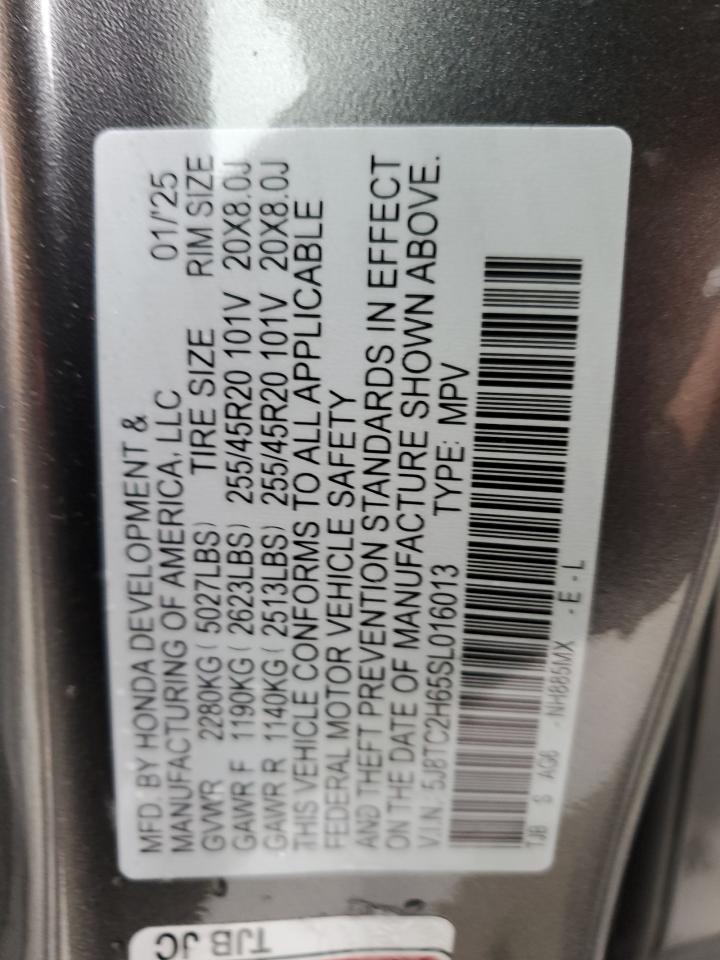 MFD. BY HONDA DEVELOPMENT &
MANUFACTURING OF AMERICA, LLC 01/'25
GVWR 2280KG ( 5027LBS) TIRE SIZE RIM SIZE
GAWR F 1190KG ( 2623LBS) 255/45R20 101V 20X8.0J
GAWR R 1140KG ( 2513LBS) 255/45R20 101V 20X8.0J
THIS VEHICLE CONFORMS TO ALL APPLICABLE
FEDERAL MOTOR VEHICLE SAFETY
AND THEFT PREVENTION STANDARDS IN EFFECT
ON THE DATE OF MANUFACTURE SHOWN ABOVE.
V.I.N. 5J8TC2H65SL016013 TYPE: MPV
TJB S AG6 -NH885MX -E-L
TJB JC